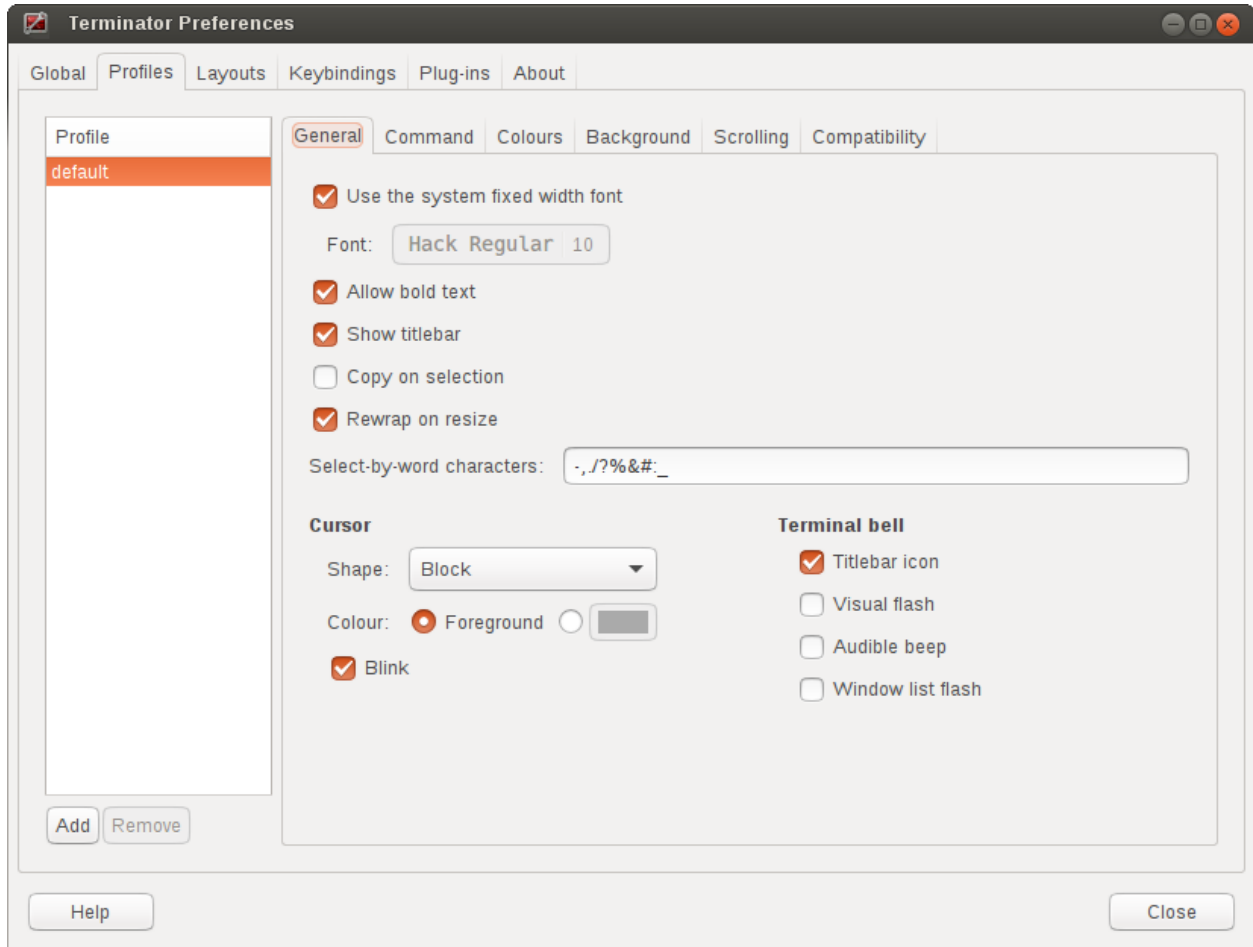 Terminator Preferences
Global Profiles Layouts Keybindings Plug-ins About
Profile
default
General Command Colours Background Scrolling Compatibility
Use the system fixed width font
Font: Hack Regular 10
Allow bold text
Show titlebar
Copy on selection
Rewrap on resize
Select-by-word characters: -,./?%&#:_
Cursor
Shape: Block
Colour: Foreground
Blink
Terminal bell
Titlebar icon
Visual flash
Audible beep
Window list flash
Add Remove
Help Close